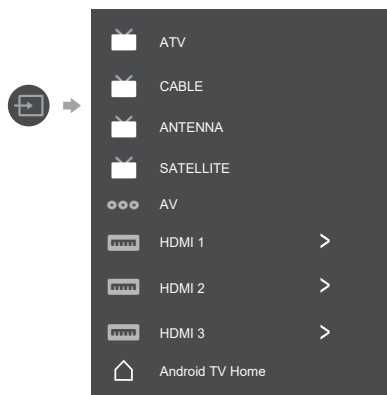 ATV
CABLE
ANTENNA
SATELLITE
AV
HDMI 1 >
HDMI 2 >
HDMI 3 >
Android TV Home